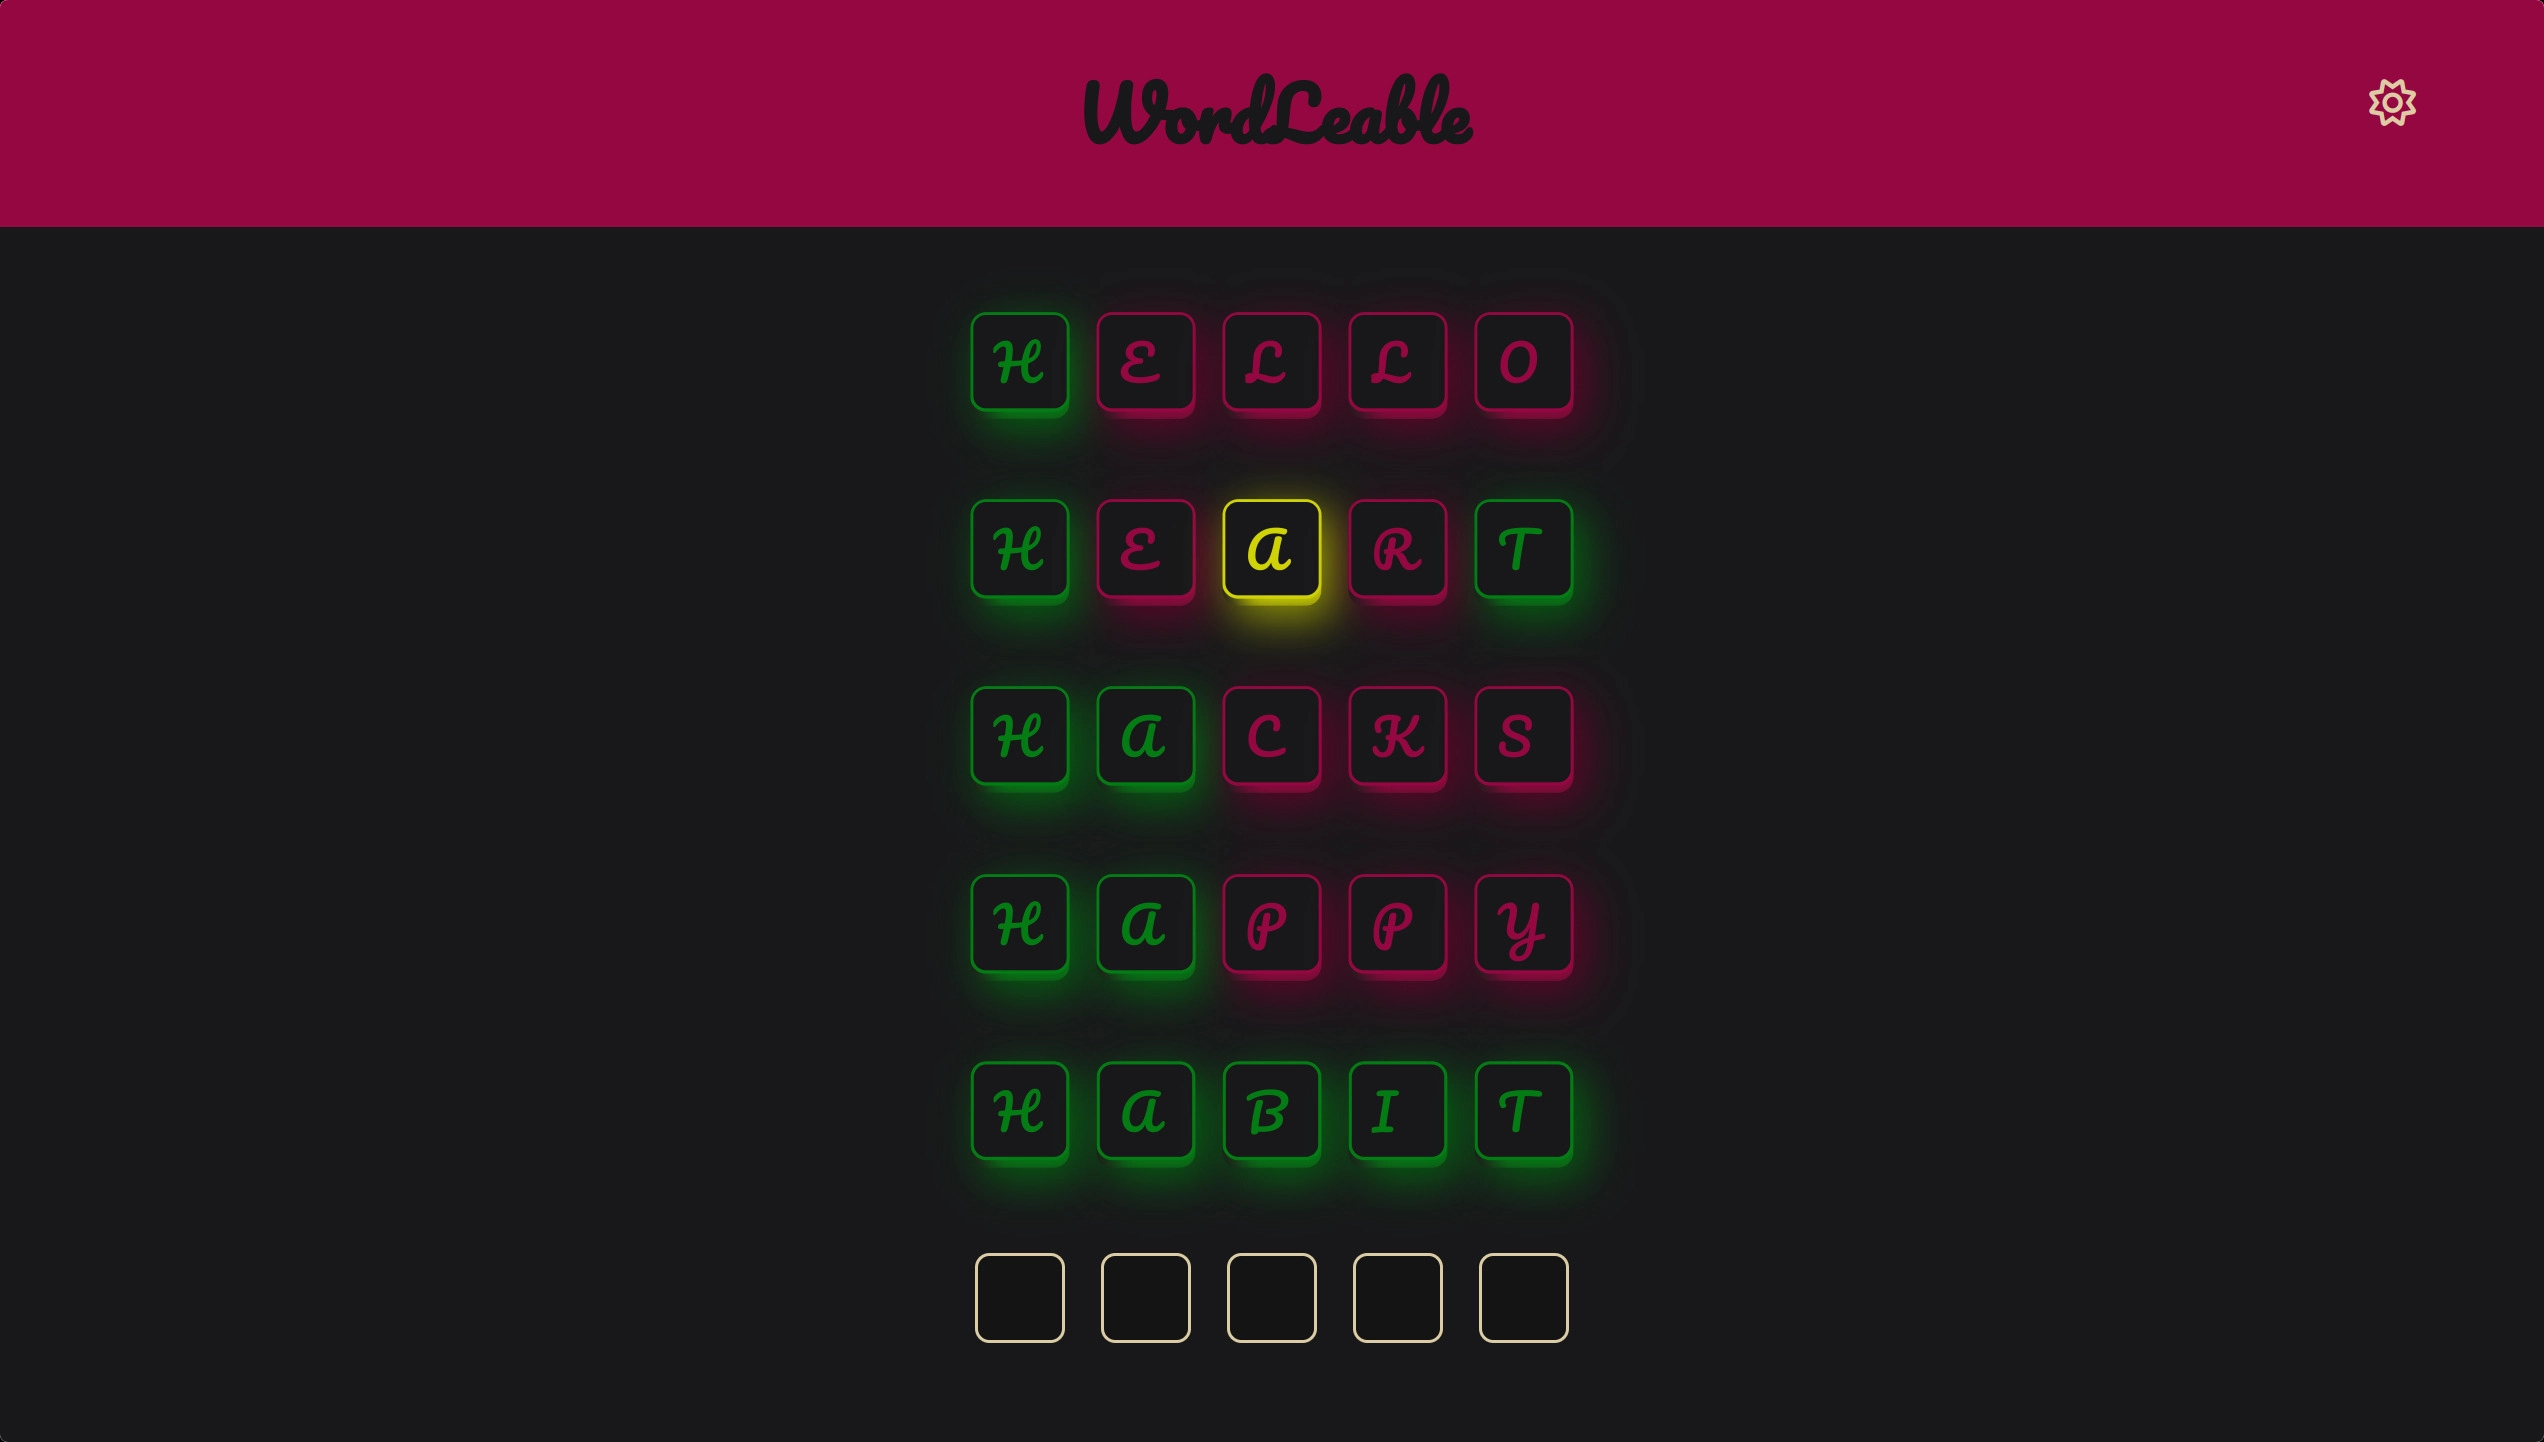 WordLeable
H E L L O
H E A R T
H A C K S
H A P P Y
H A B I T